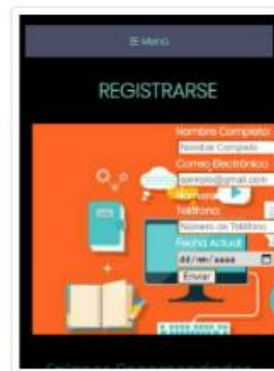 ☰ Menú
REGISTRARSE
Nombre Completo:
Nombre Completo
Correo Electrónico:
ejemplo@gmail.com
Número
Teléfono:
Número de Teléfono
Fecha Actual:
dd/mm/aaaa
Enviar